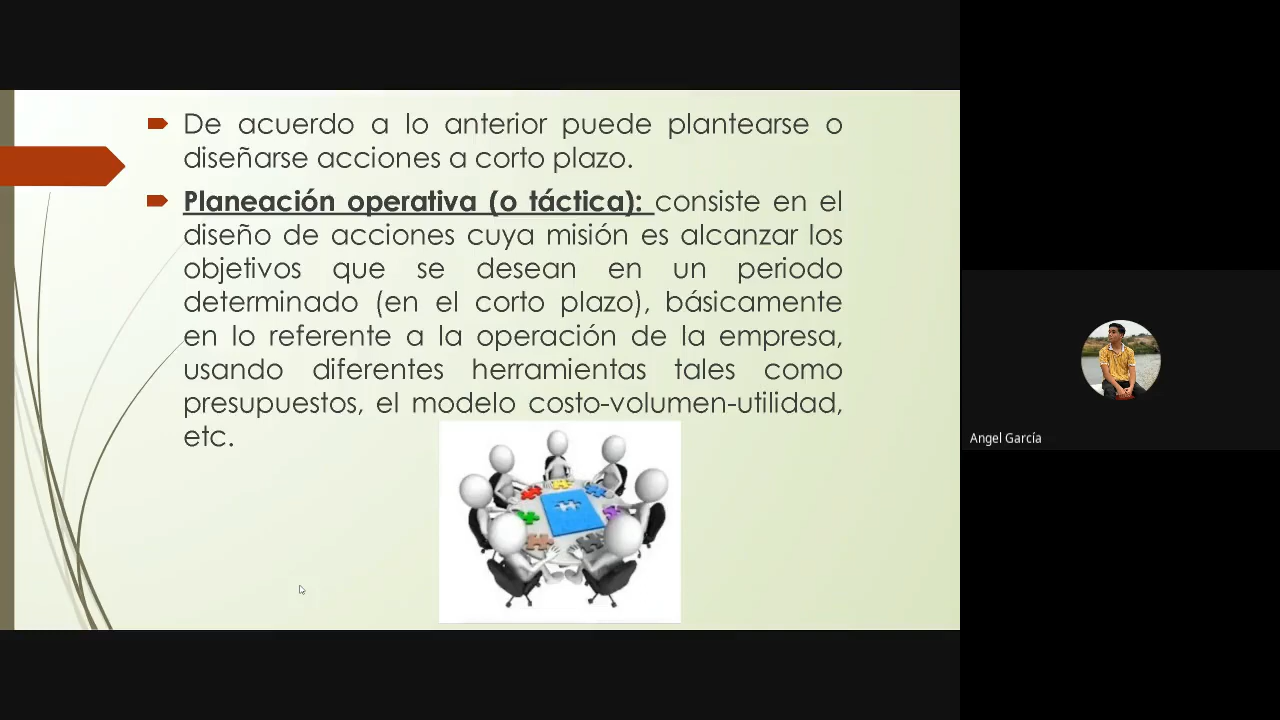 De acuerdo a lo anterior puede plantearse o
diseñarse acciones a corto plazo.
Planeación operativa (o táctica): consiste en el
diseño de acciones cuya misión es alcanzar los
objetivos que se desean en un periodo
determinado (en el corto plazo), básicamente
en lo referente a la operación de la empresa,
usando diferentes herramientas tales como
presupuestos, el modelo costo-volumen-utilidad,
etc.
Angel García